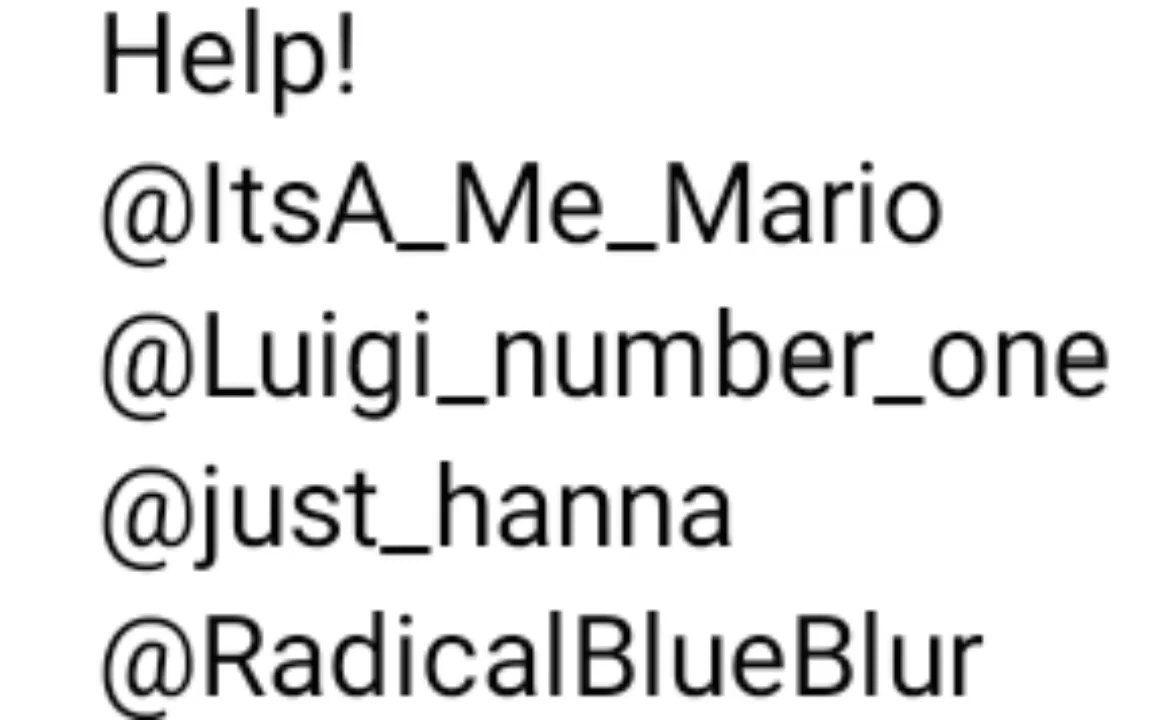 Help!
@ItsA_Me_Mario
@Luigi_number_one
@just_hanna
@RadicalBlueBlur